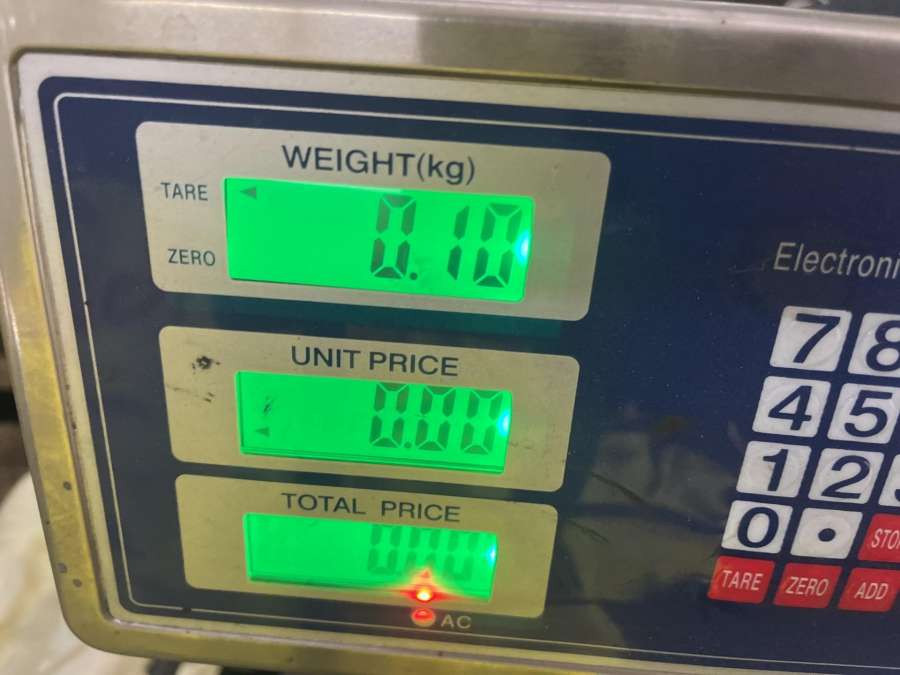 WEIGHT(kg)
TARE
0.10
ZERO
UNIT PRICE
0.00
TOTAL PRICE
0.00
AC
Electroni
7 8
4 5
1 2
0 •
TARE ZERO ADD